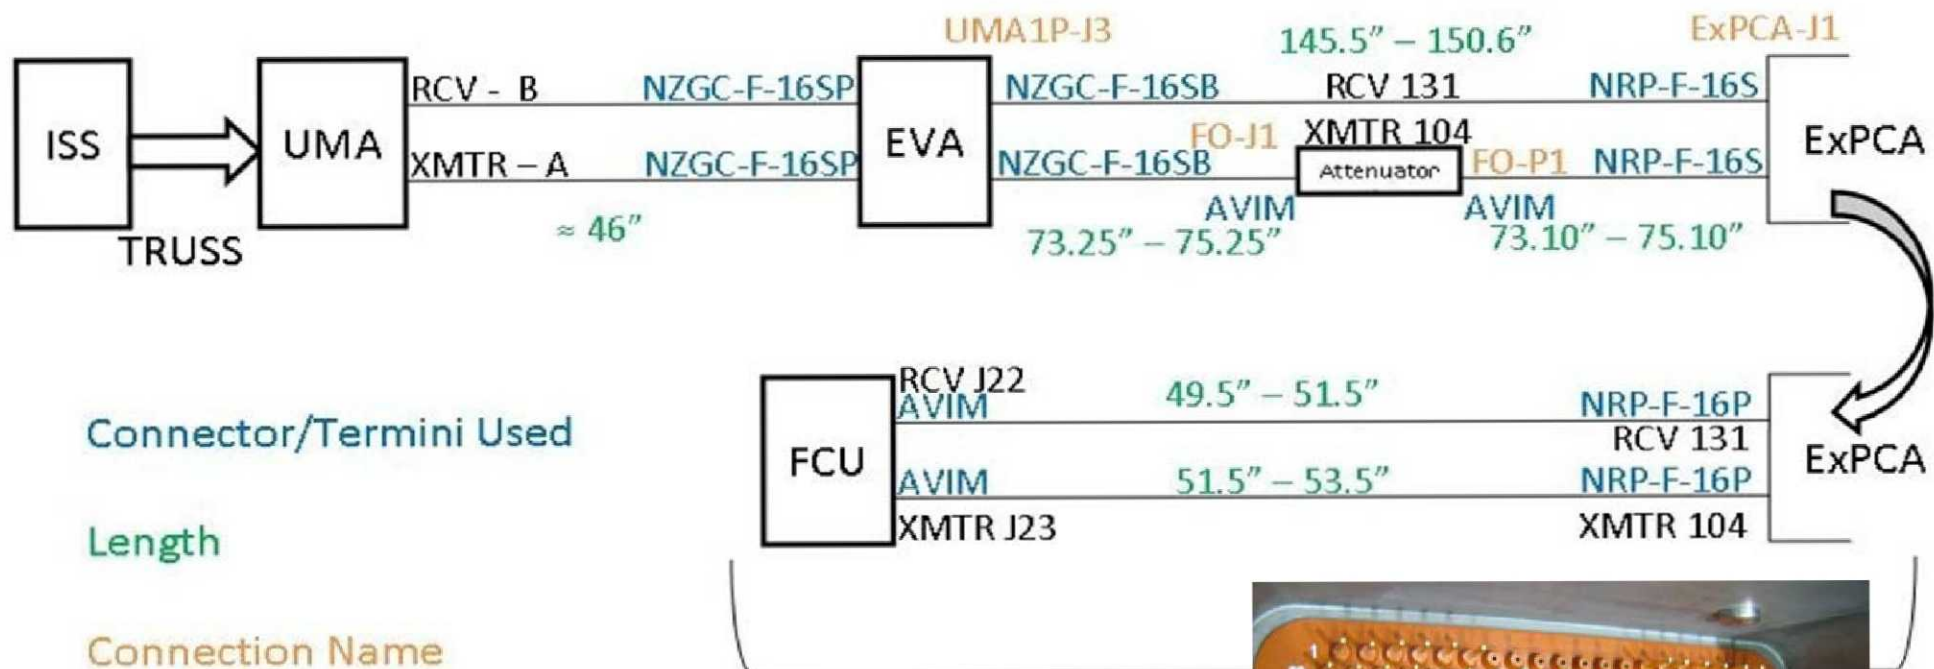 UMA1P-J3 145.5” – 150.6” ExPCA-J1
RCV - B NZGC-F-16SP NZGC-F-16SB RCV 131 NRP-F-16S
ISS UMA EVA FO-J1 XMTR 104 ExPCA
XMTR – A NZGC-F-16SP NZGC-F-16SB Attenuator FO-P1 NRP-F-16S
AVIM AVIM
TRUSS ≈ 46” 73.25” – 75.25” 73.10” – 75.10”
RCV J22 49.5” – 51.5”
AVIM NRP-F-16P
Connector/Termini Used RCV 131
FCU ExPCA
AVIM 51.5” – 53.5” NRP-F-16P
XMTR J23 XMTR 104
Length
Connection Name
1